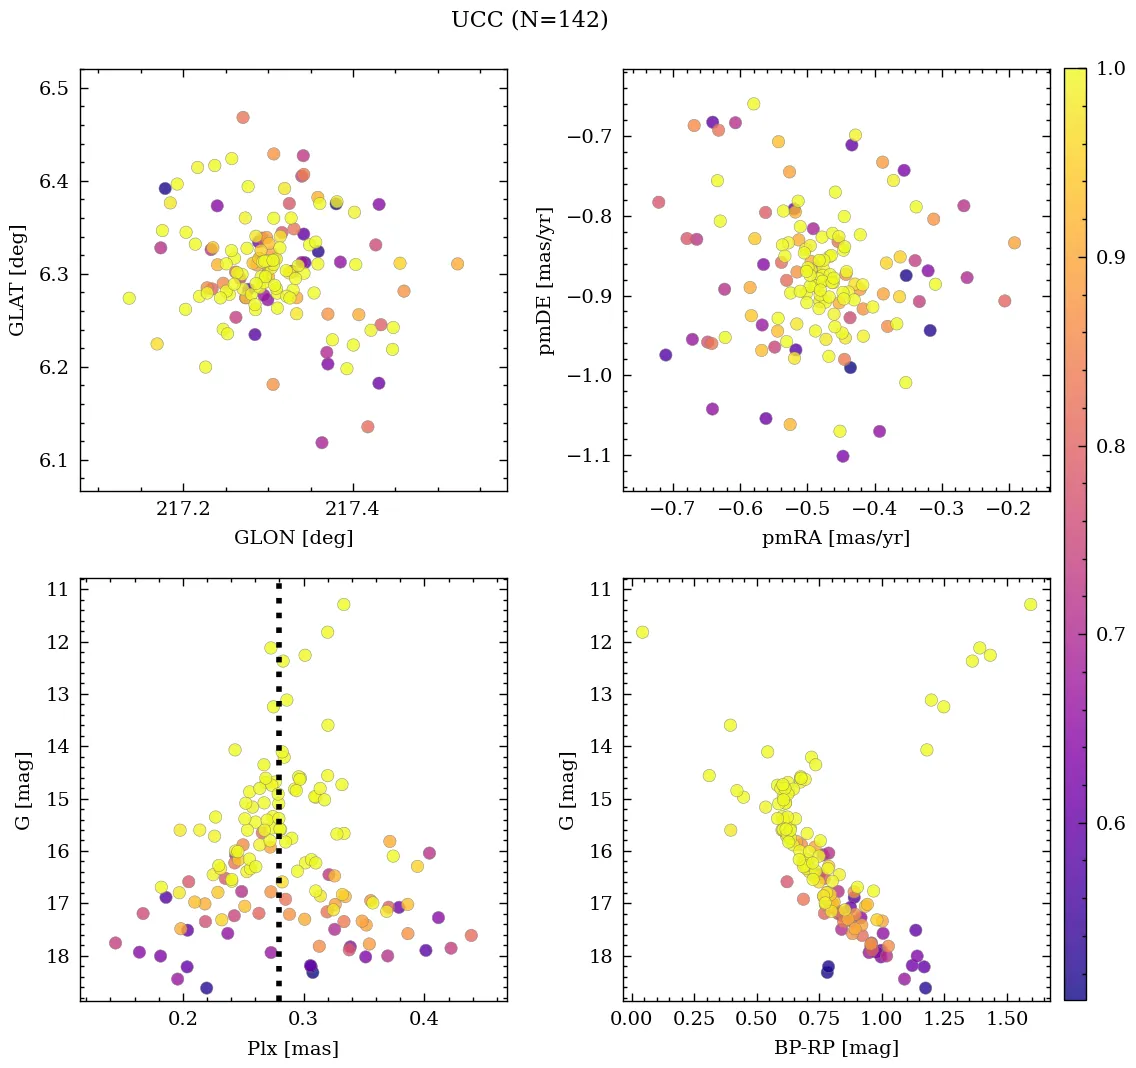 UCC (N=142)
6.5
6.4
6.3
6.2
6.1
GLAT [deg]
217.2 217.4
GLON [deg]
−0.7
−0.8
−0.9
−1.0
−1.1
pmDE [mas/yr]
−0.7 −0.6 −0.5 −0.4 −0.3 −0.2
pmRA [mas/yr]
11
12
13
14
15
16
17
18
G [mag]
0.2 0.3 0.4
Plx [mas]
11
12
13
14
15
16
17
18
G [mag]
0.00 0.25 0.50 0.75 1.00 1.25 1.50
BP-RP [mag]
1.0
0.9
0.8
0.7
0.6